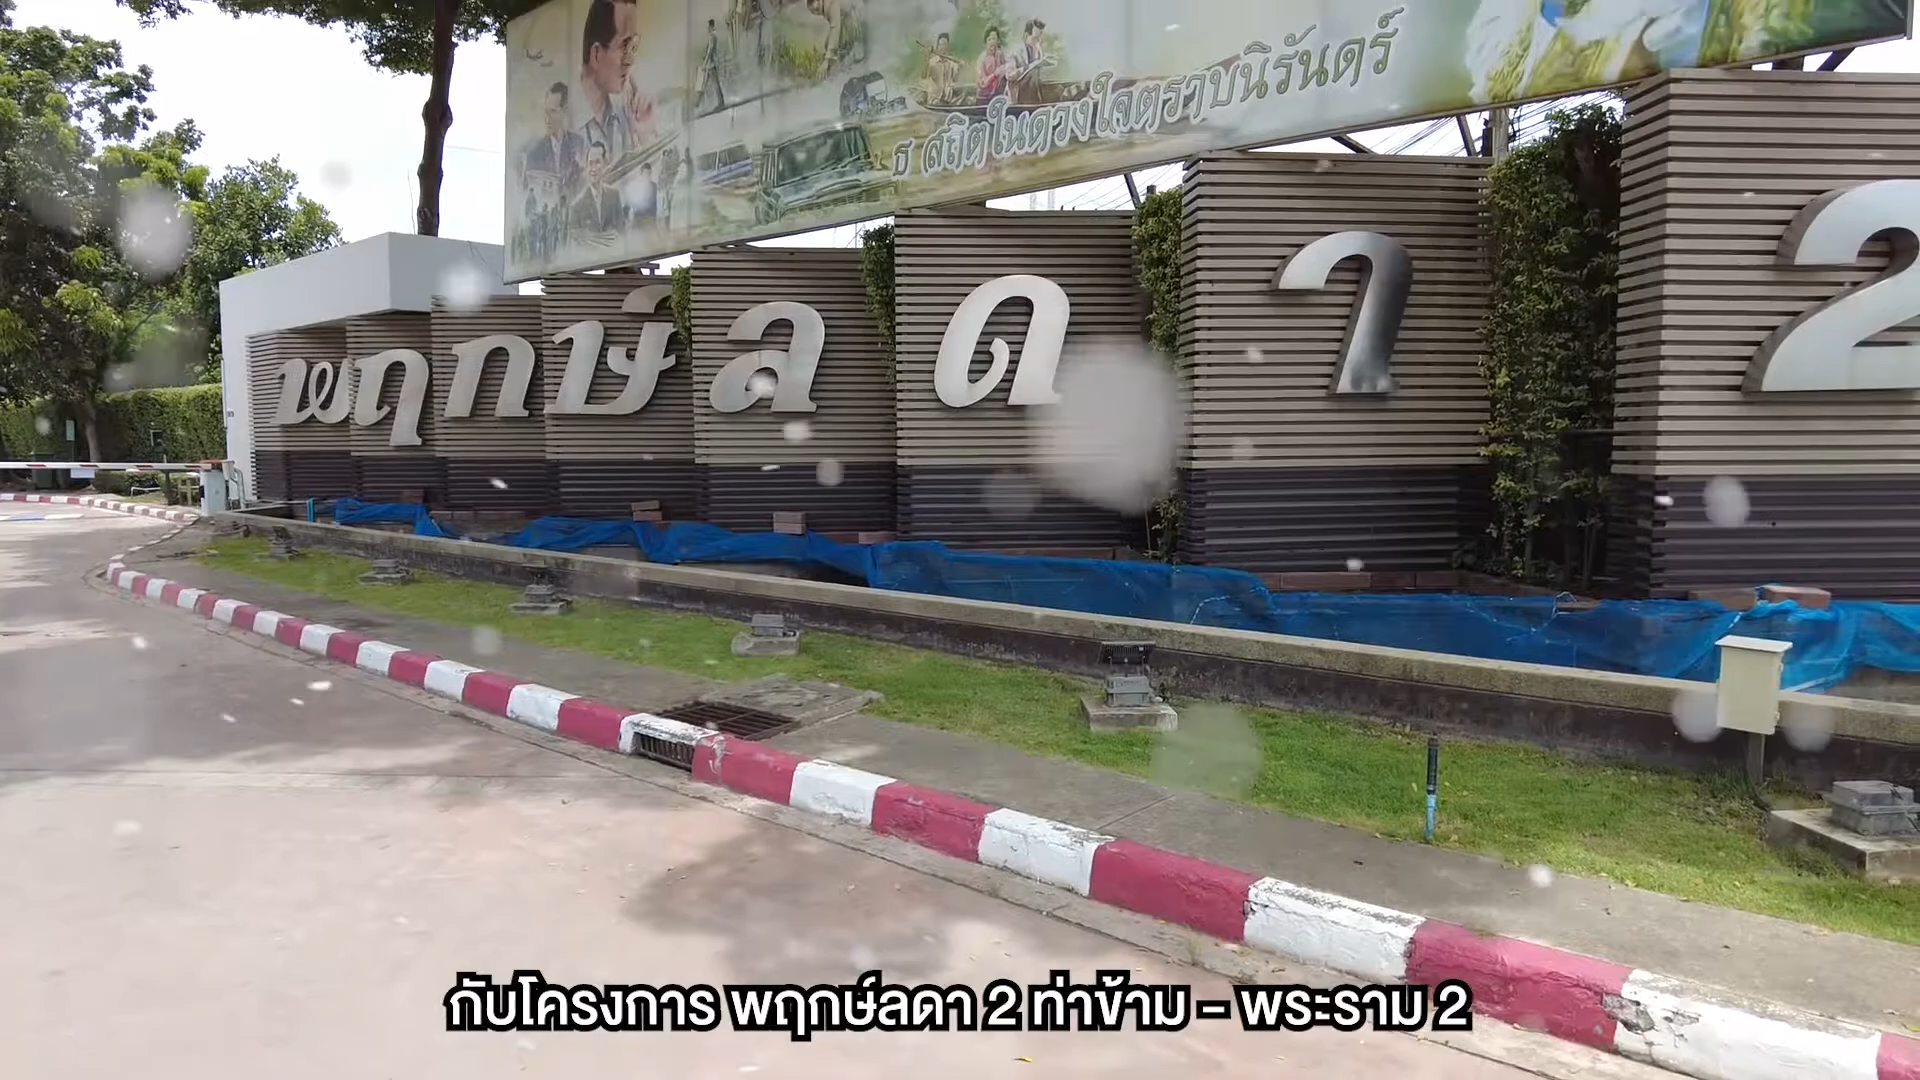 ธ สถิตในดวงใจตราบนิรันดร์
พฤกษ์ลดา 2
กับโครงการ พฤกษ์ลดา 2 ท่าข้าม - พระราม 2